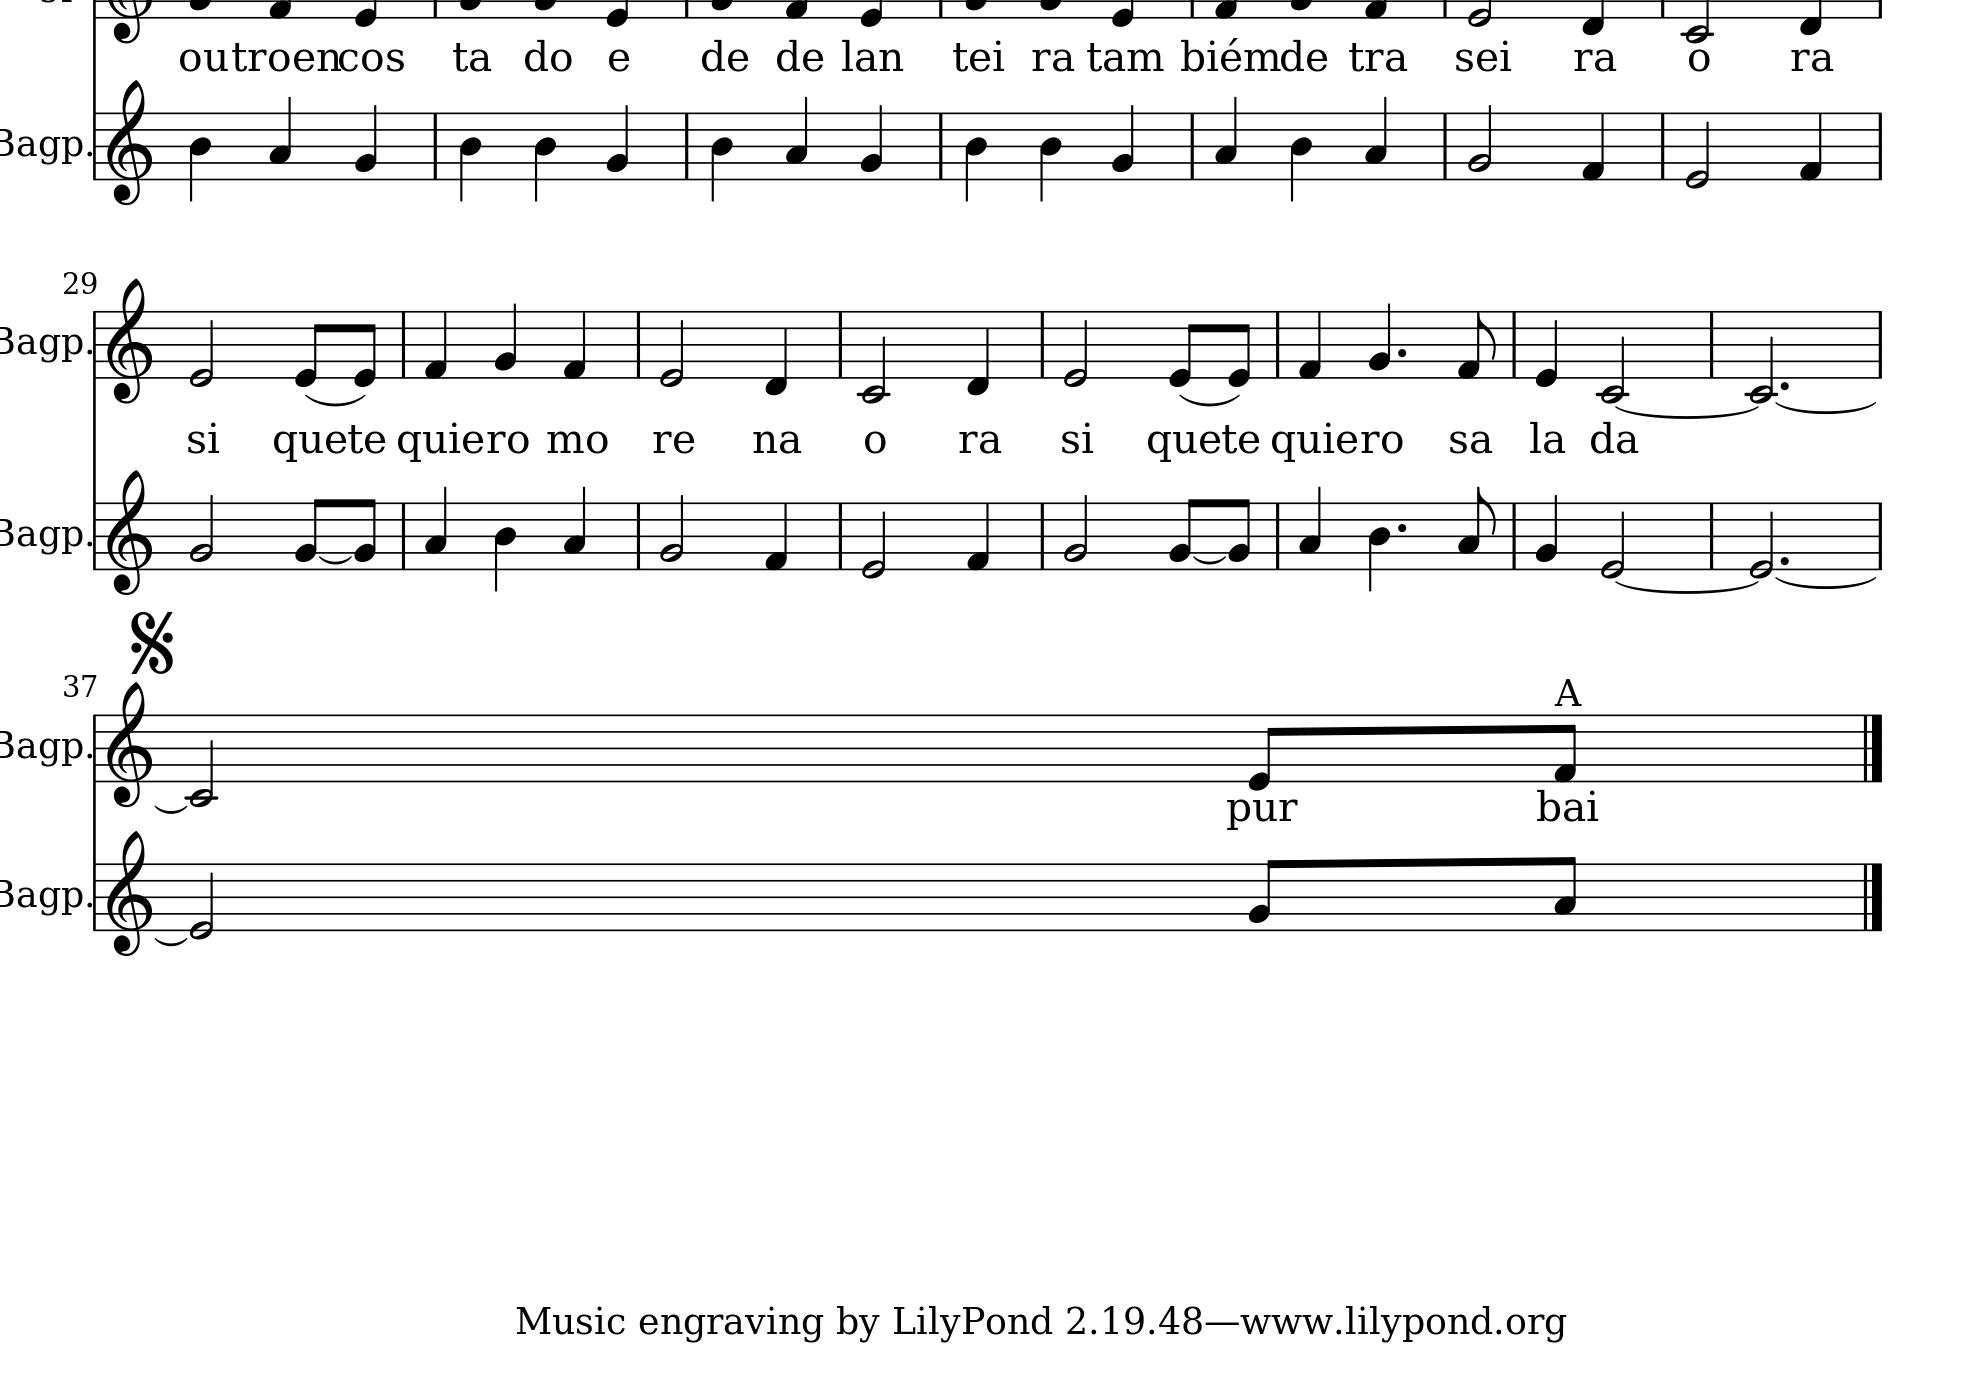 outroencos ta do e de de lan tei ra tam biémde tra sei ra o ra
Bagp.
29
Bagp.
si quete quiero mo re na o ra si quete quiero sa la da
Bagp.
37
A
Bagp.
pur bai
Bagp.
Music engraving by LilyPond 2.19.48—www.lilypond.org